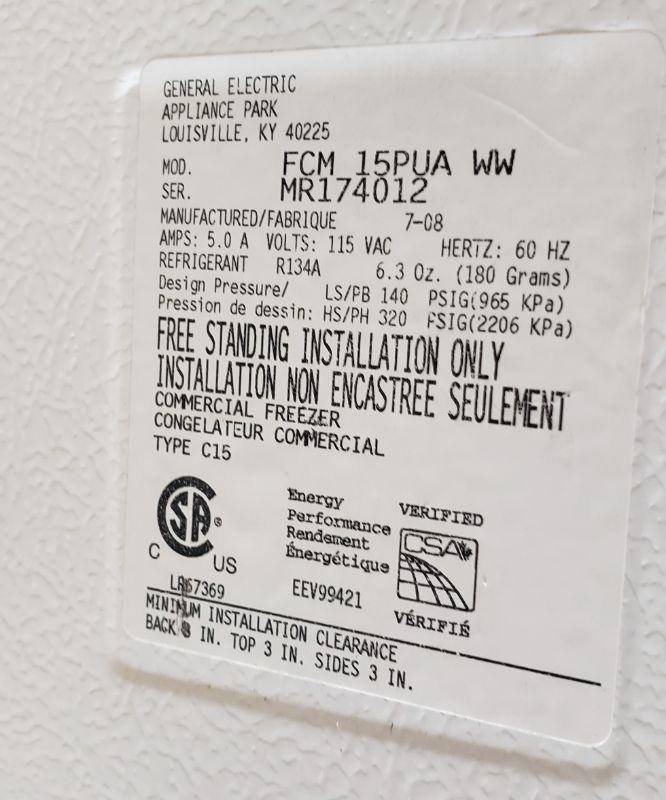 GENERAL ELECTRIC
APPLIANCE PARK
LOUISVILLE, KY 40225
MOD. FCM 15PUA WW
SER. MR174012
MANUFACTURED/FABRIQUE 7-08
AMPS: 5.0 A VOLTS: 115 VAC HERTZ: 60 HZ
REFRIGERANT R134A 6.3 Oz. (180 Grams)
Design Pressure/ LS/PB 140 PSIG(965 KPa)
Pression de dessin: HS/PH 320 PSIG(2206 KPa)
FREE STANDING INSTALLATION ONLY
INSTALLATION NON ENCASTREE SEULEMENT
COMMERCIAL FREEZER
CONGELATEUR COMMERCIAL
TYPE C15
SA ®
C US
LR57369
Energy
Performance
Rendement
Énergétique
EEV99421
VERIFIED
CSA
VÉRIFIÉ
MINIMUM INSTALLATION CLEARANCE
BACK 3 IN. TOP 3 IN. SIDES 3 IN.